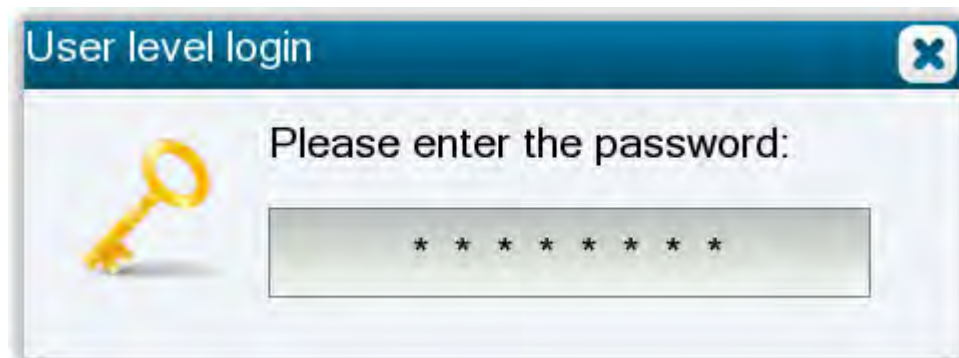 User level login
Please enter the password:
* * * * * * * *